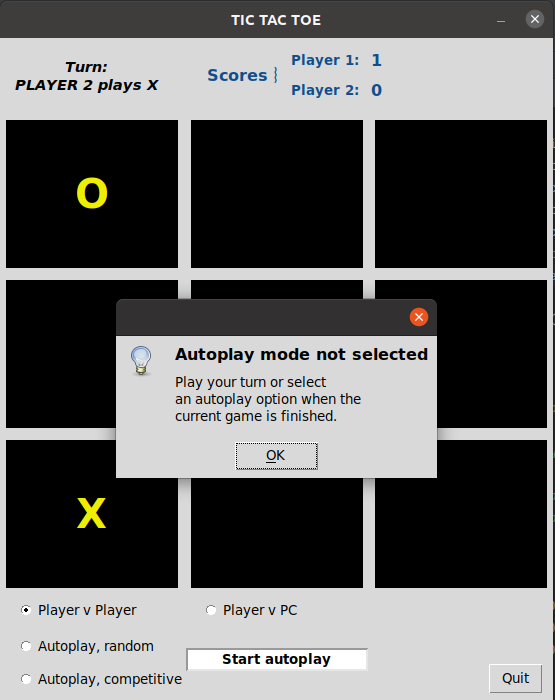 TIC TAC TOE
Turn:
PLAYER 2 plays X
Scores
Player 1: 1
Player 2: 0
O
Autoplay mode not selected
Play your turn or select
an autoplay option when the
current game is finished.
OK
X
Player v Player
Player v PC
Autoplay, random
Start autoplay
Autoplay, competitive
Quit